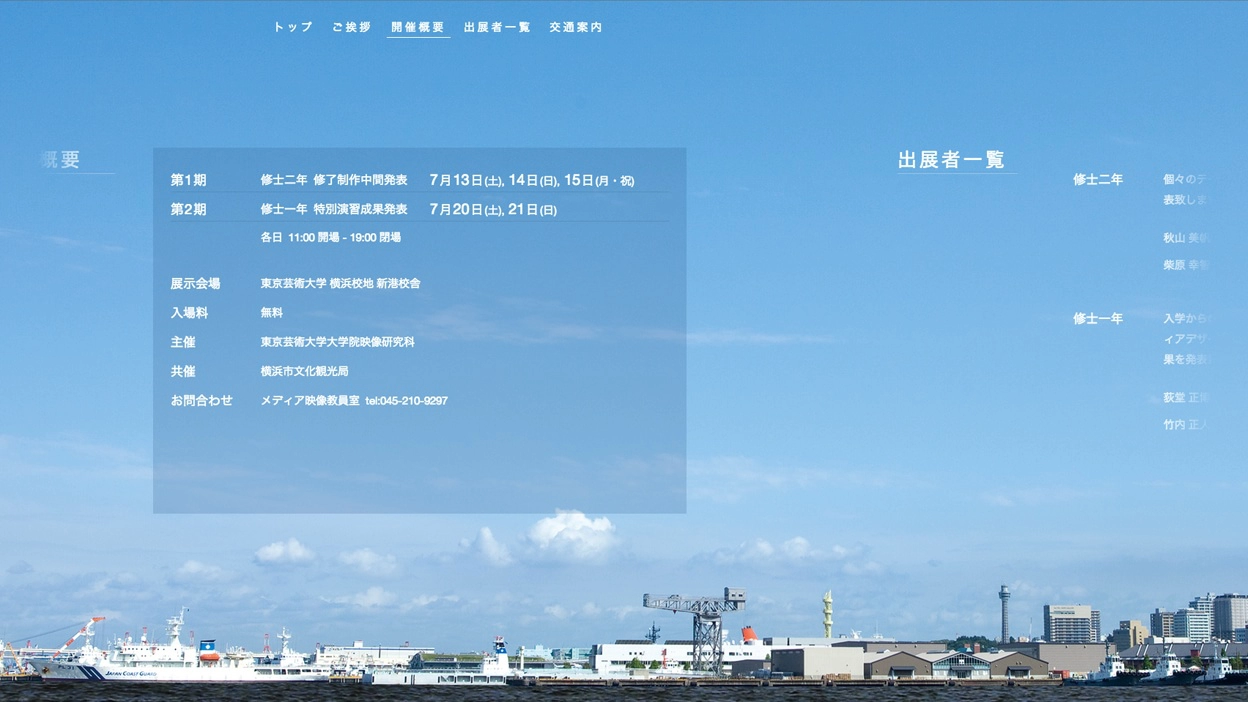 トップ ご挨拶 開催概要 出展者一覧 交通案内
概要
第1期 修士二年 修了制作中間発表 7月13日(土), 14日(日), 15日(月・祝)
第2期 修士一年 特別演習成果発表 7月20日(土), 21日(日)
各日 11:00 開場 - 19:00 閉場
展示会場 東京芸術大学 横浜校地 新港校舎
入場料 無料
主催 東京芸術大学大学院映像研究科
共催 横浜市文化観光局
お問合わせ メディア映像教員室 tel:045-210-9297
出展者一覧
修士二年 個々のデ
表致しま
秋山 美
柴原 幸
修士一年 入学から
ィアデザ
果を発表
荻堂 正
竹内 正人
JAPAN COAST GUARD